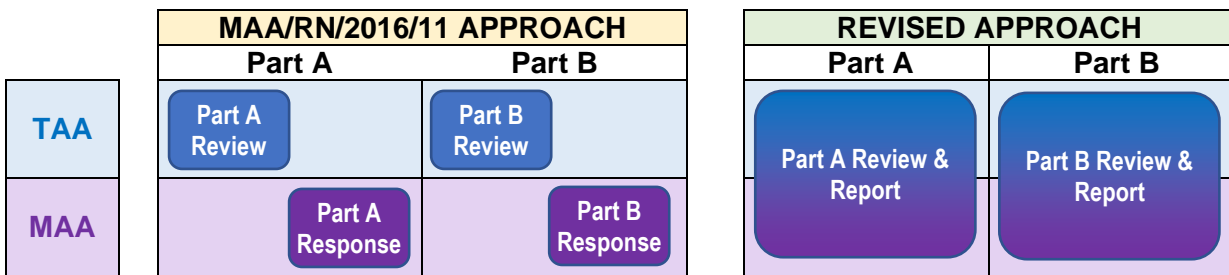 MAA/RN/2016/11 APPROACH
REVISED APPROACH
Part A
Part B
Part A
Part B
TAA
Part A
Review
Part B
Review
Part A Review &
Report
Part B Review &
Report
MAA
Part A
Response
Part B
Response